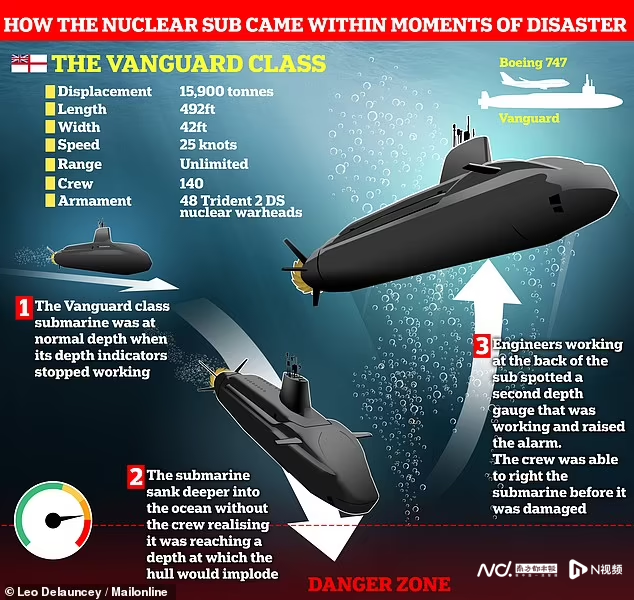 HOW THE NUCLEAR SUB CAME WITHIN MOMENTS OF DISASTER
THE VANGUARD CLASS
Displacement 15,900 tonnes
Length 492ft
Width 42ft
Speed 25 knots
Range Unlimited
Crew 140
Armament 48 Trident 2 DS
nuclear warheads
Boeing 747
Vanguard
1 The Vanguard class
submarine was at
normal depth when
its depth indicators
stopped working
2 The submarine
sank deeper into
the ocean without
the crew realising
it was reaching a
depth at which the
hull would implode
3 Engineers working
at the back of the
sub spotted a
second depth
gauge that was
working and raised
the alarm.
The crew was able
to right the
submarine before it
was damaged
DANGER ZONE
© Leo Delauncey / Mailonline
N视频